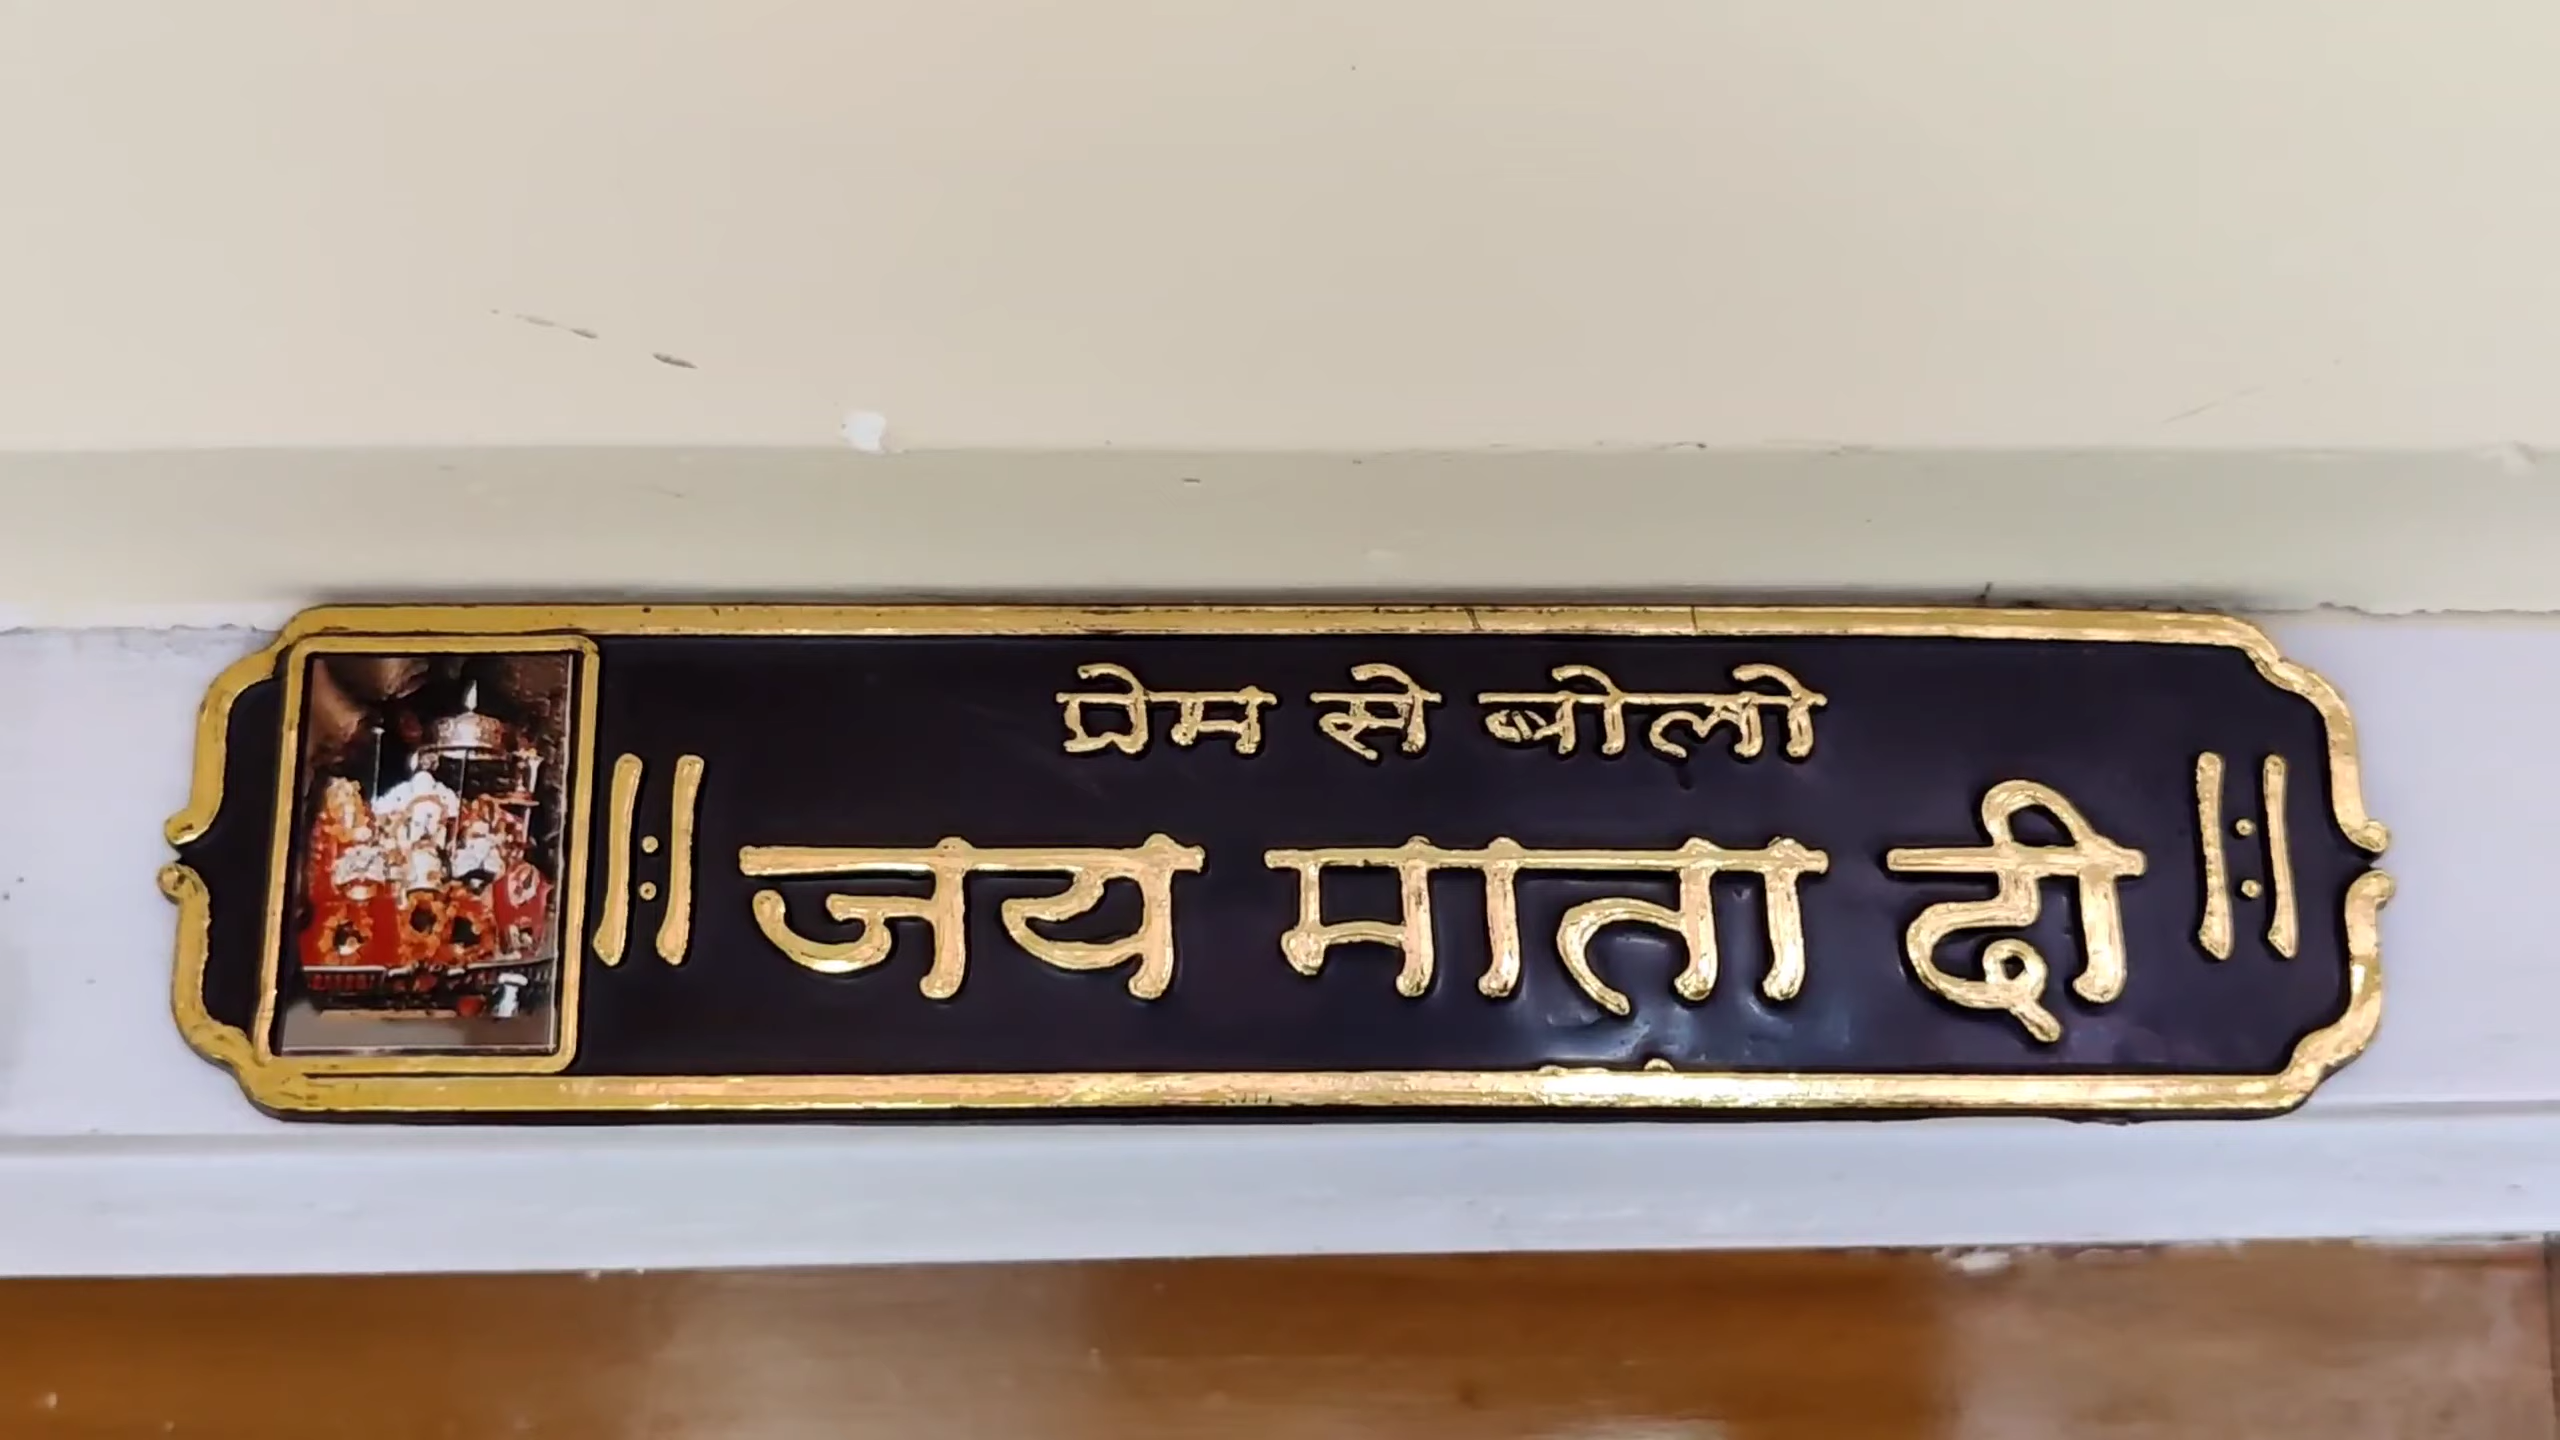 प्रेम से बोलो
॥: जय माता दी ॥: